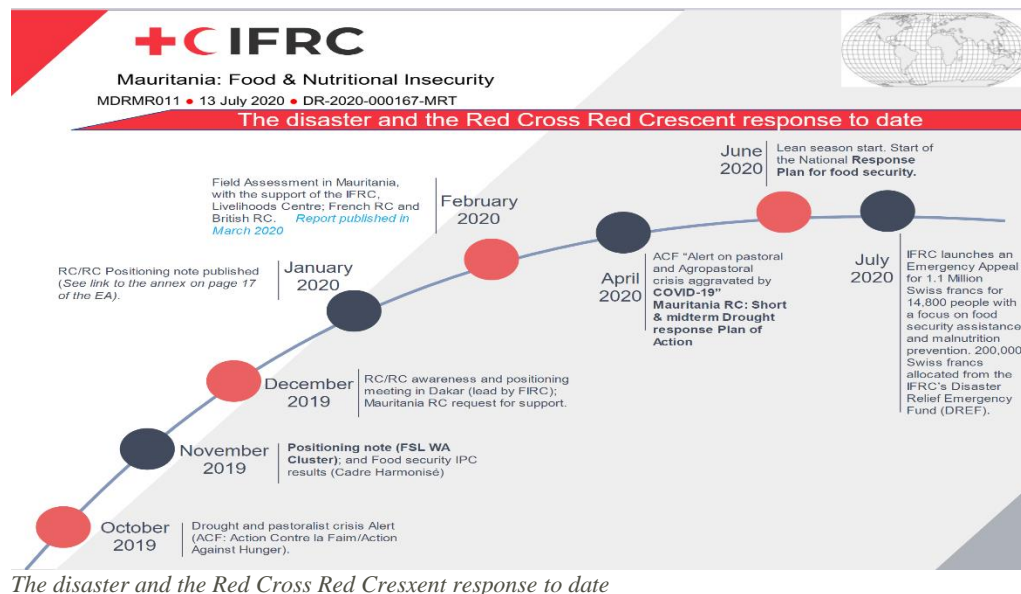 IFRC
Mauritania: Food & Nutritional Insecurity
MDRMR011 ● 13 July 2020 ● DR-2020-000167-MRT
The disaster and the Red Cross Red Crescent response to date
October
2019
Drought and pastoralist crisis Alert
(ACF: Action Contre la Faim/Action
Against Hunger).
November
2019
Positioning note (FSL WA
Cluster); and Food security IPC
results (Cadre Harmonisé)
December
2019
RC/RC awareness and positioning
meeting in Dakar (lead by FIRC);
Mauritania RC request for support.
January
2020
RC/RC Positioning note published
(See link to the annex on page 17
of the EA).
February
2020
Field Assessment in Mauritania,
with the support of the IFRC,
Livelihoods Centre; French RC and
British RC. Report published in
March 2020
April
2020
ACF “Alert on pastoral
and Agropastoral
crisis aggravated by
COVID-19”
Mauritania RC: Short
& midterm Drought
response Plan of
Action
June
2020
Lean season start. Start of
the National Response
Plan for food security.
July
2020
IFRC launches an
Emergency Appeal
for 1.1 Million
Swiss francs for
14,800 people with
a focus on food
security assistance
and malnutrition
prevention. 200,000
Swiss francs
allocated from the
IFRC's Disaster
Relief Emergency
Fund (DREF).
The disaster and the Red Cross Red Cresxent response to date